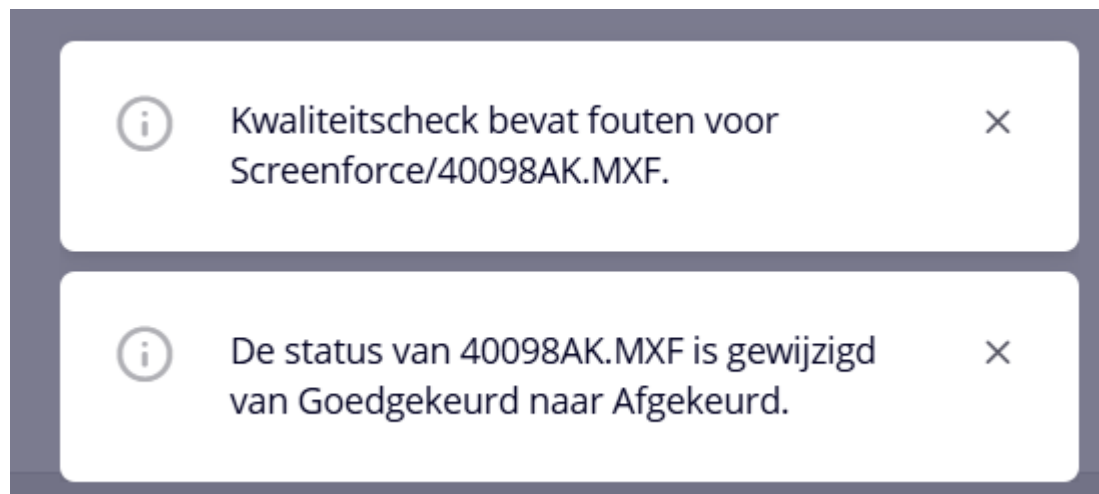 Kwaliteitscheck bevat fouten voor
Screenforce/40098AK.MXF.
De status van 40098AK.MXF is gewijzigd
van Goedgekeurd naar Afgekeurd.